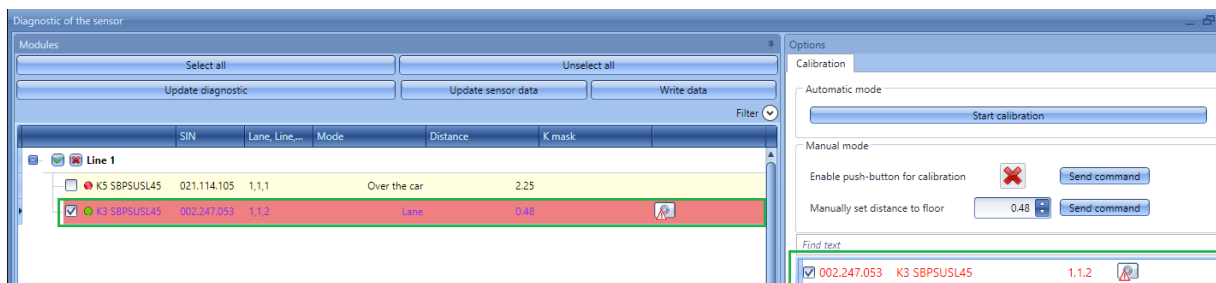 Diagnostic of the sensor
Modules
Select all
Unselect all
Update diagnostic
Update sensor data
Write data
Filter
SIN Lane, Line,... Mode Distance K mask
Line 1
K5 SBPSUSL45 021.114.105 1,1,1 Over the car 2.25
K3 SBPSUSL45 002.247.053 1,1,2 Lane 0.48
Options
Calibration
Automatic mode
Start calibration
Manual mode
Enable push-button for calibration Send command
Manually set distance to floor 0.48 Send command
Find text
002.247.053 K3 SBPSUSL45 1,1,2